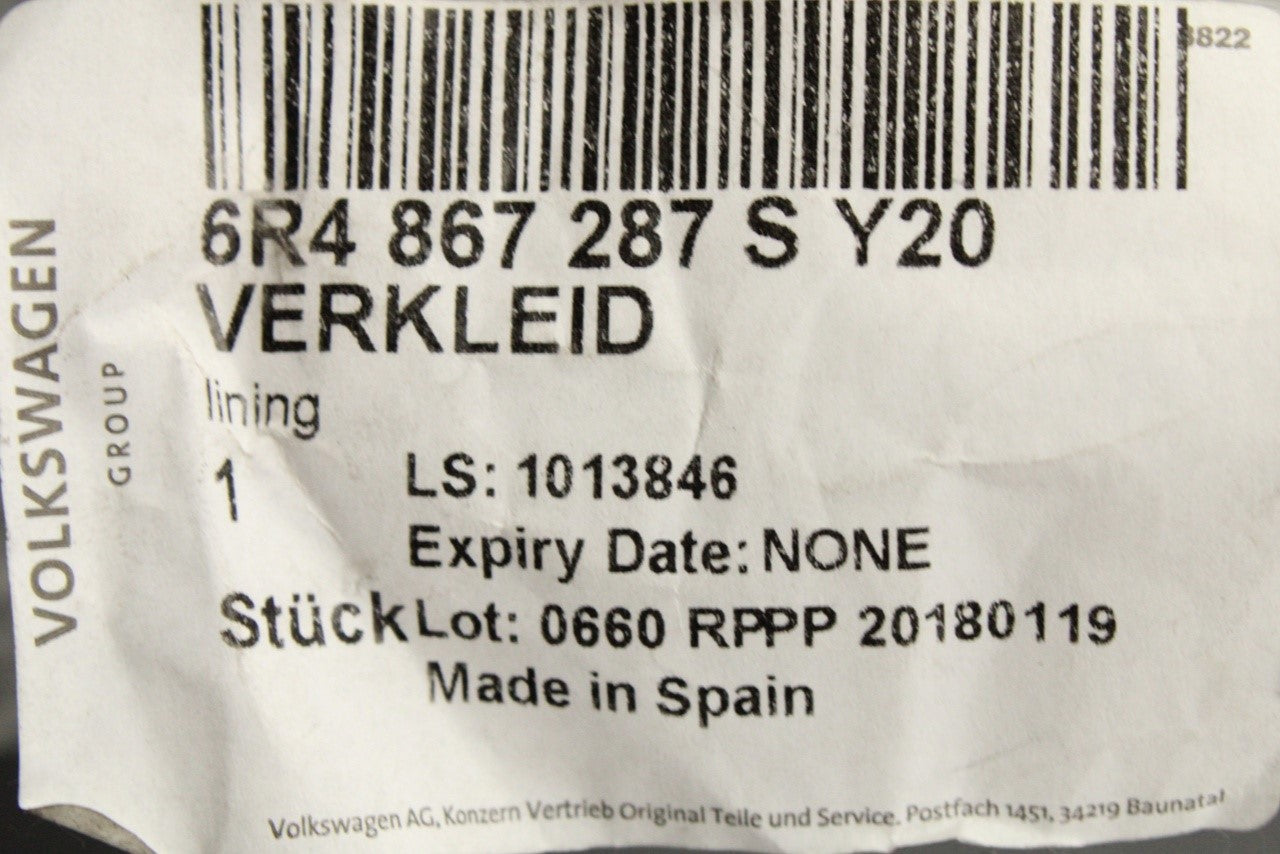 6R4 867 287 S Y20
VERKLEID
lining
1
LS: 1013846
Expiry Date: NONE
Stück Lot: 0660 RPPP 20180119
Made in Spain
VOLKSWAGEN
GROUP
Volkswagen AG, Konzern Vertrieb Original Teile und Service. Postfach 1451, 34219 Baunatal